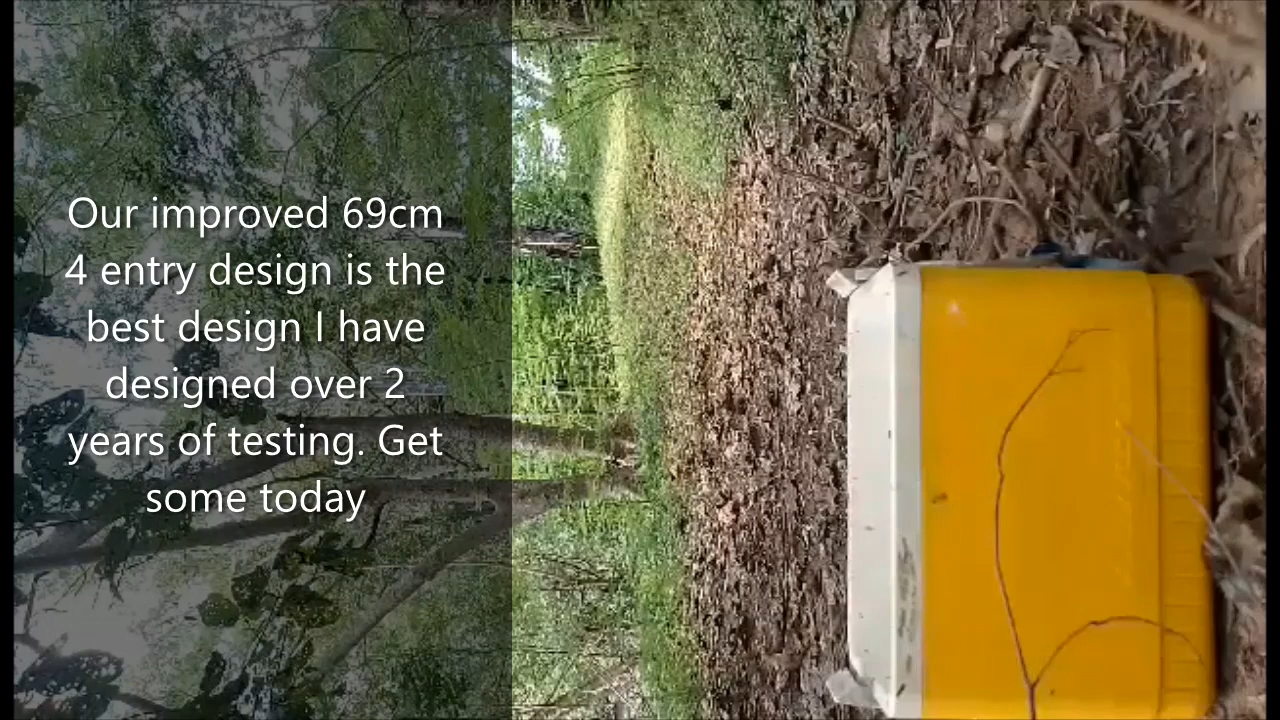 Our improved 69cm
4 entry design is the
best design I have
designed over 2
years of testing. Get
some today